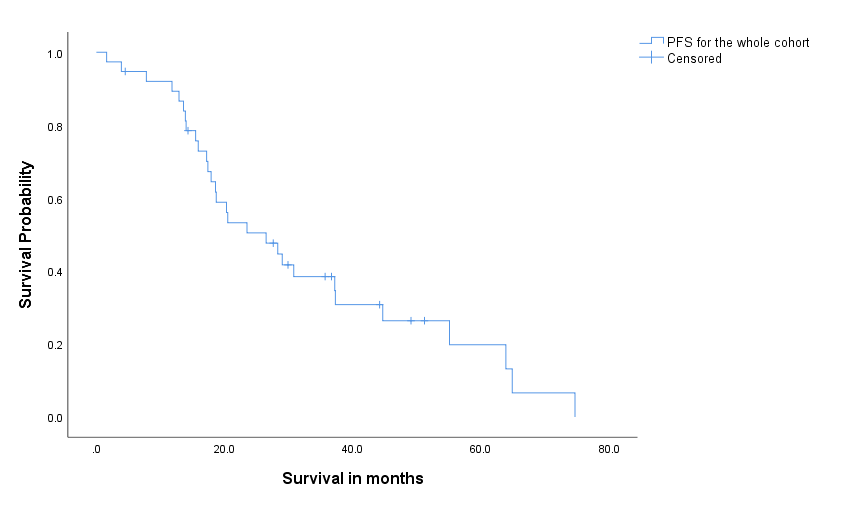 PFS for the whole cohort
Censored
1.0
0.8
0.6
0.4
0.2
0.0
Survival Probability
.0 20.0 40.0 60.0 80.0
Survival in months